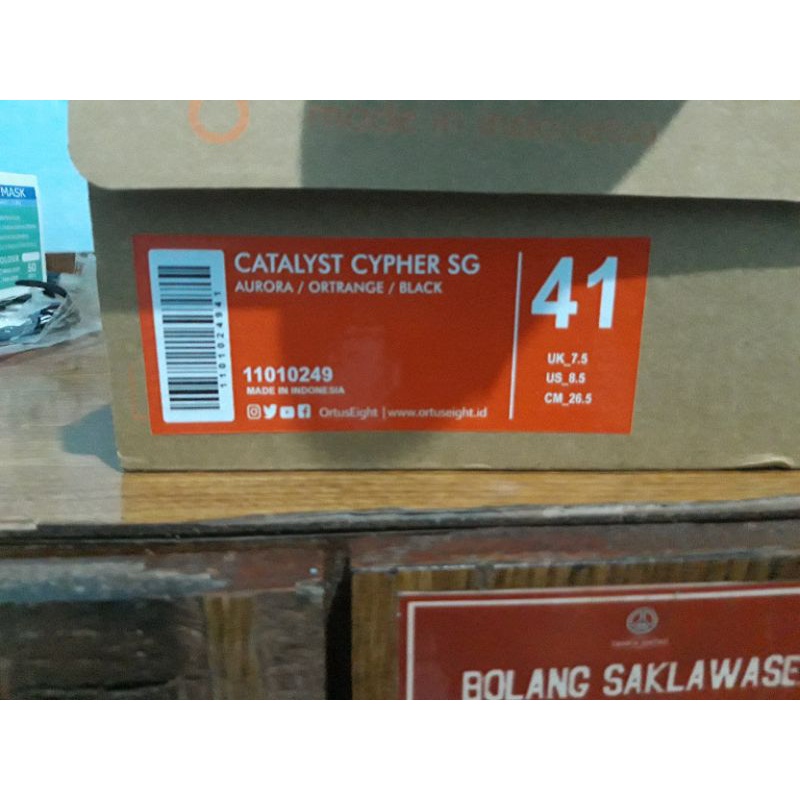 MASK
CATALYST CYPHER SG
AURORA / ORTRANGE / BLACK
11010249
MADE IN INDONESIA
OrtusEight | www.ortuseight.id
1101024941
41
UK_7.5
US_8.5
CM_26.5
BOLANG SAKLAWASE